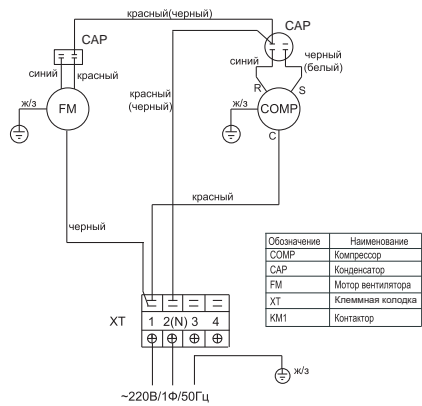 красный(черный)
CAP
CAP
синий
красный
красный
(черный)
синий
черный
(белый)
R
S
ж/з
FM
ж/з
COMP
C
красный
черный
Обозначение Наименование
COMP Компрессор
CAP Конденсатор
FM Мотор вентилятора
XT Клеммная колодка
KM1 Контактор
XT
1 2(N) 3 4
ж/з
~220В/1Ф/50Гц